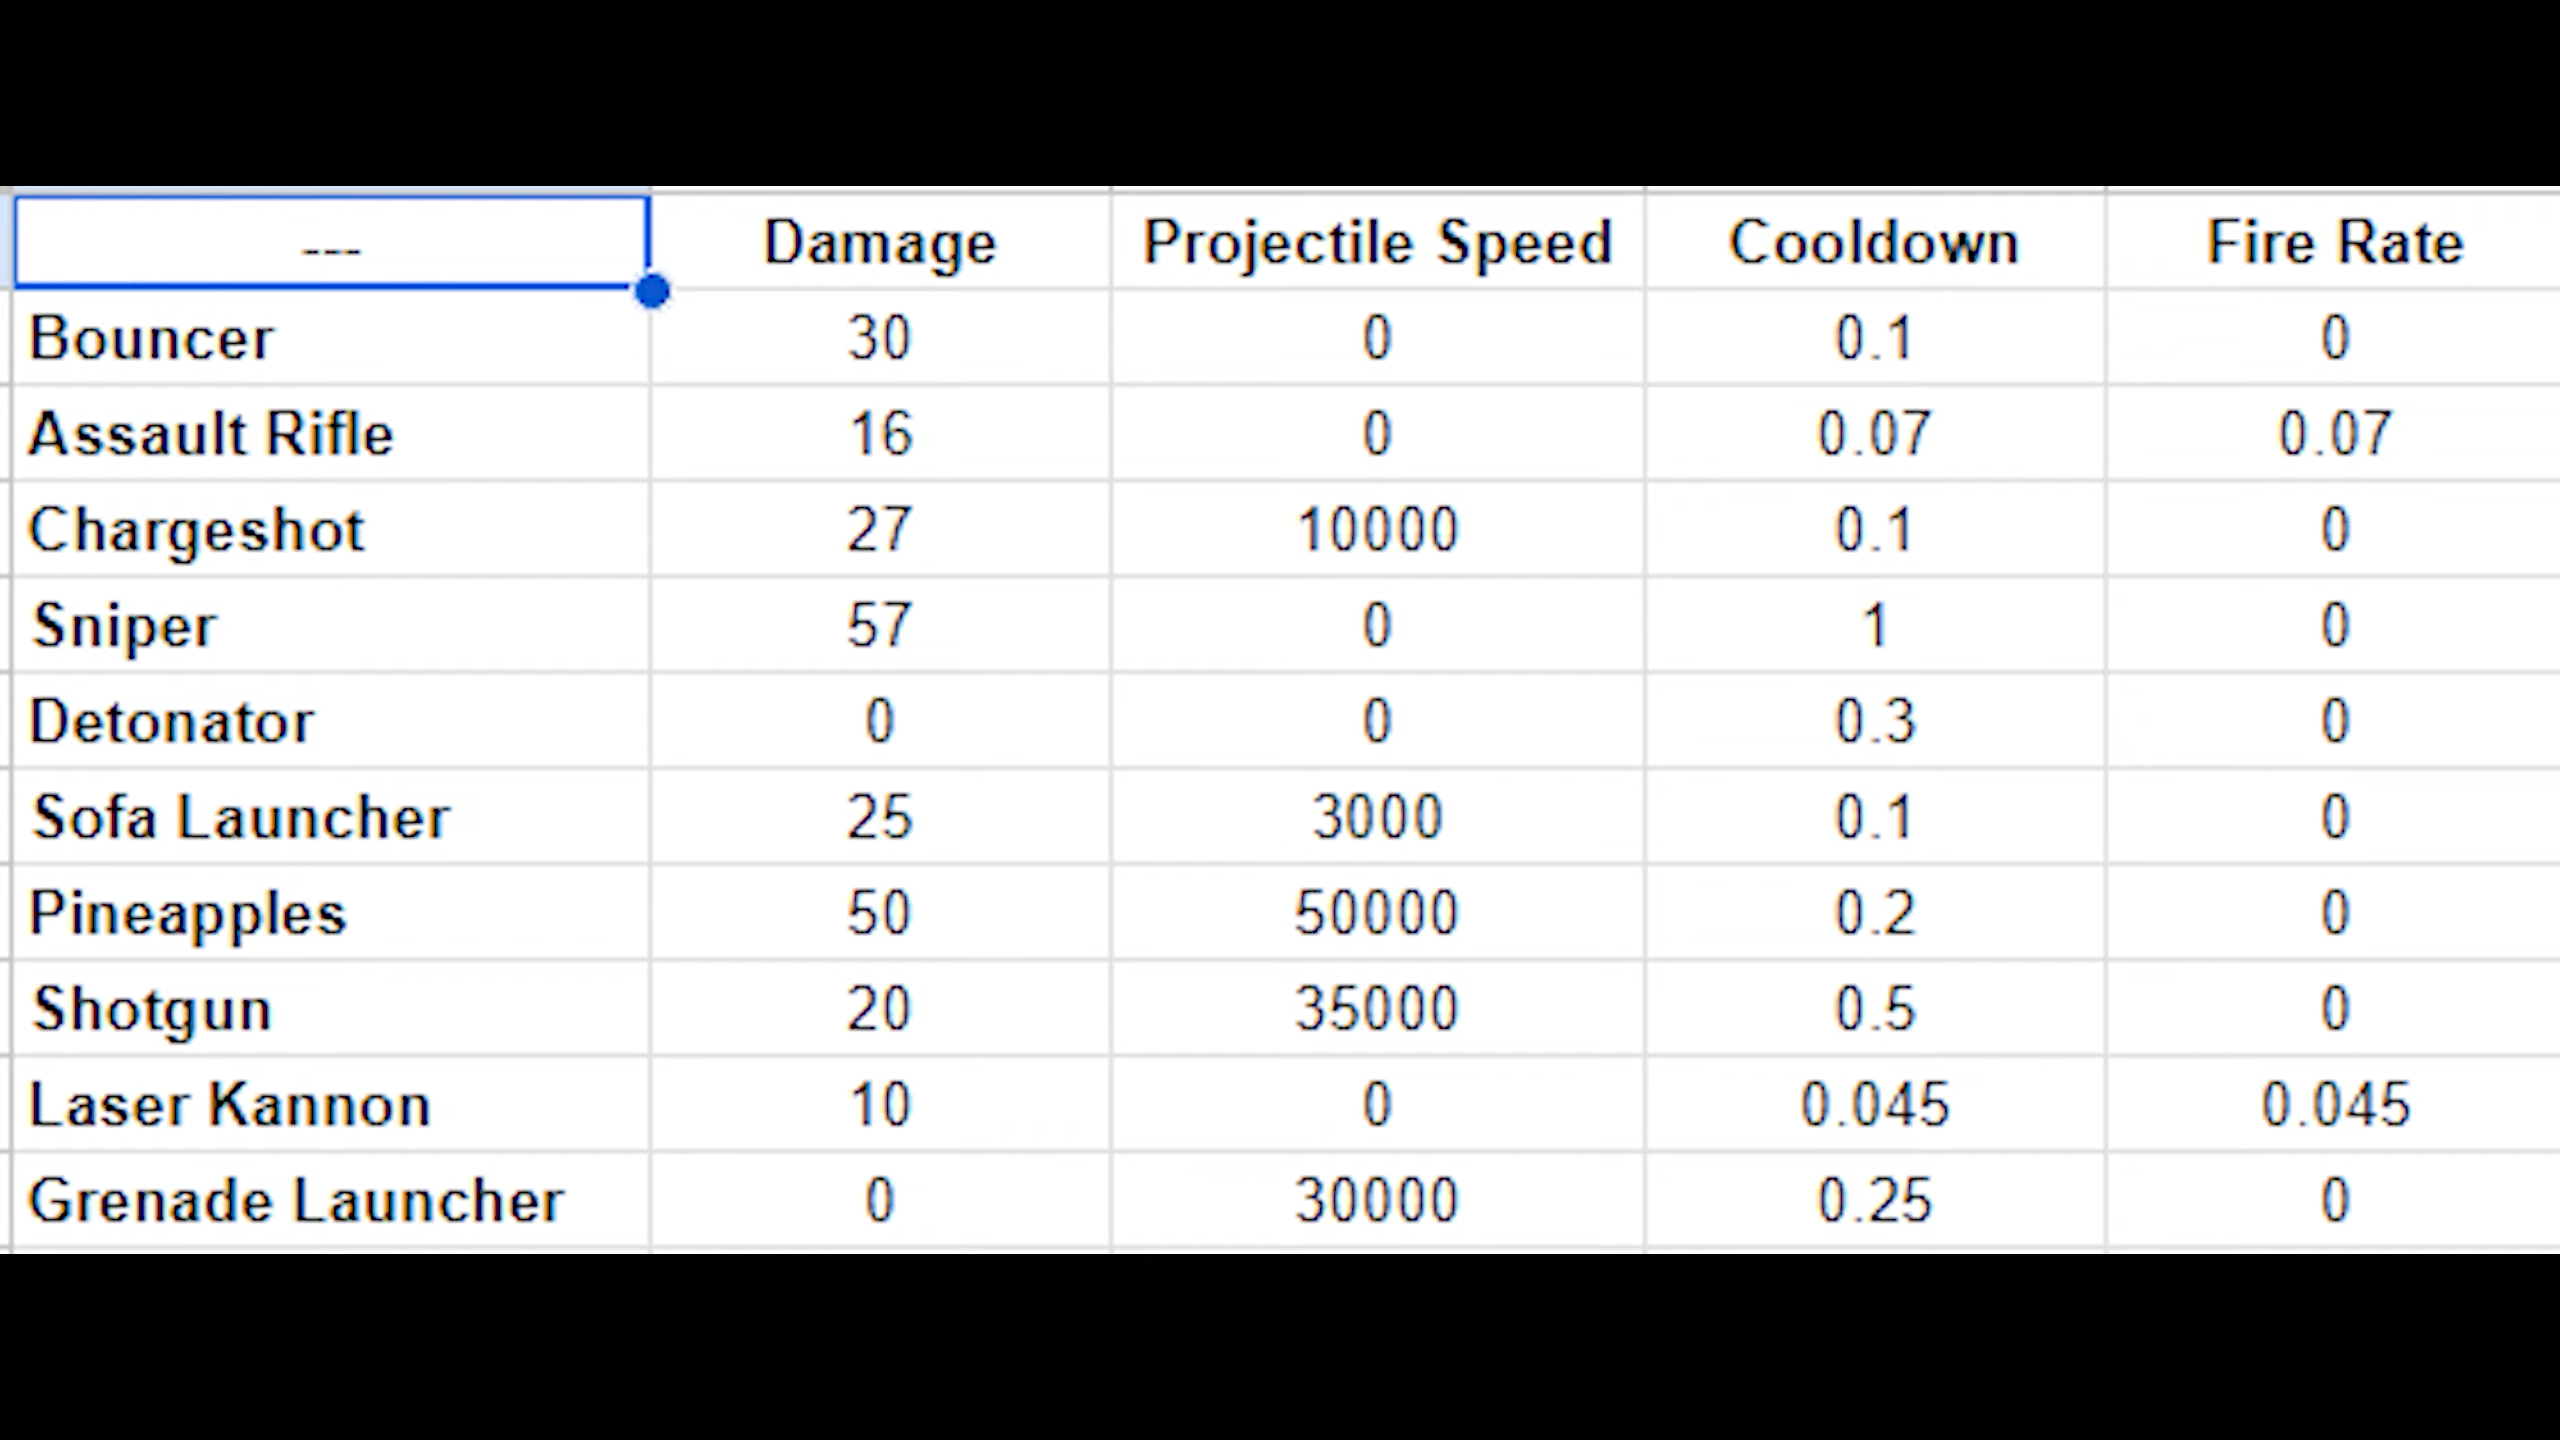 --- Damage Projectile Speed Cooldown Fire Rate
Bouncer 30 0 0.1 0
Assault Rifle 16 0 0.07 0.07
Chargeshot 27 10000 0.1 0
Sniper 57 0 1 0
Detonator 0 0 0.3 0
Sofa Launcher 25 3000 0.1 0
Pineapples 50 50000 0.2 0
Shotgun 20 35000 0.5 0
Laser Kannon 10 0 0.045 0.045
Grenade Launcher 0 30000 0.25 0